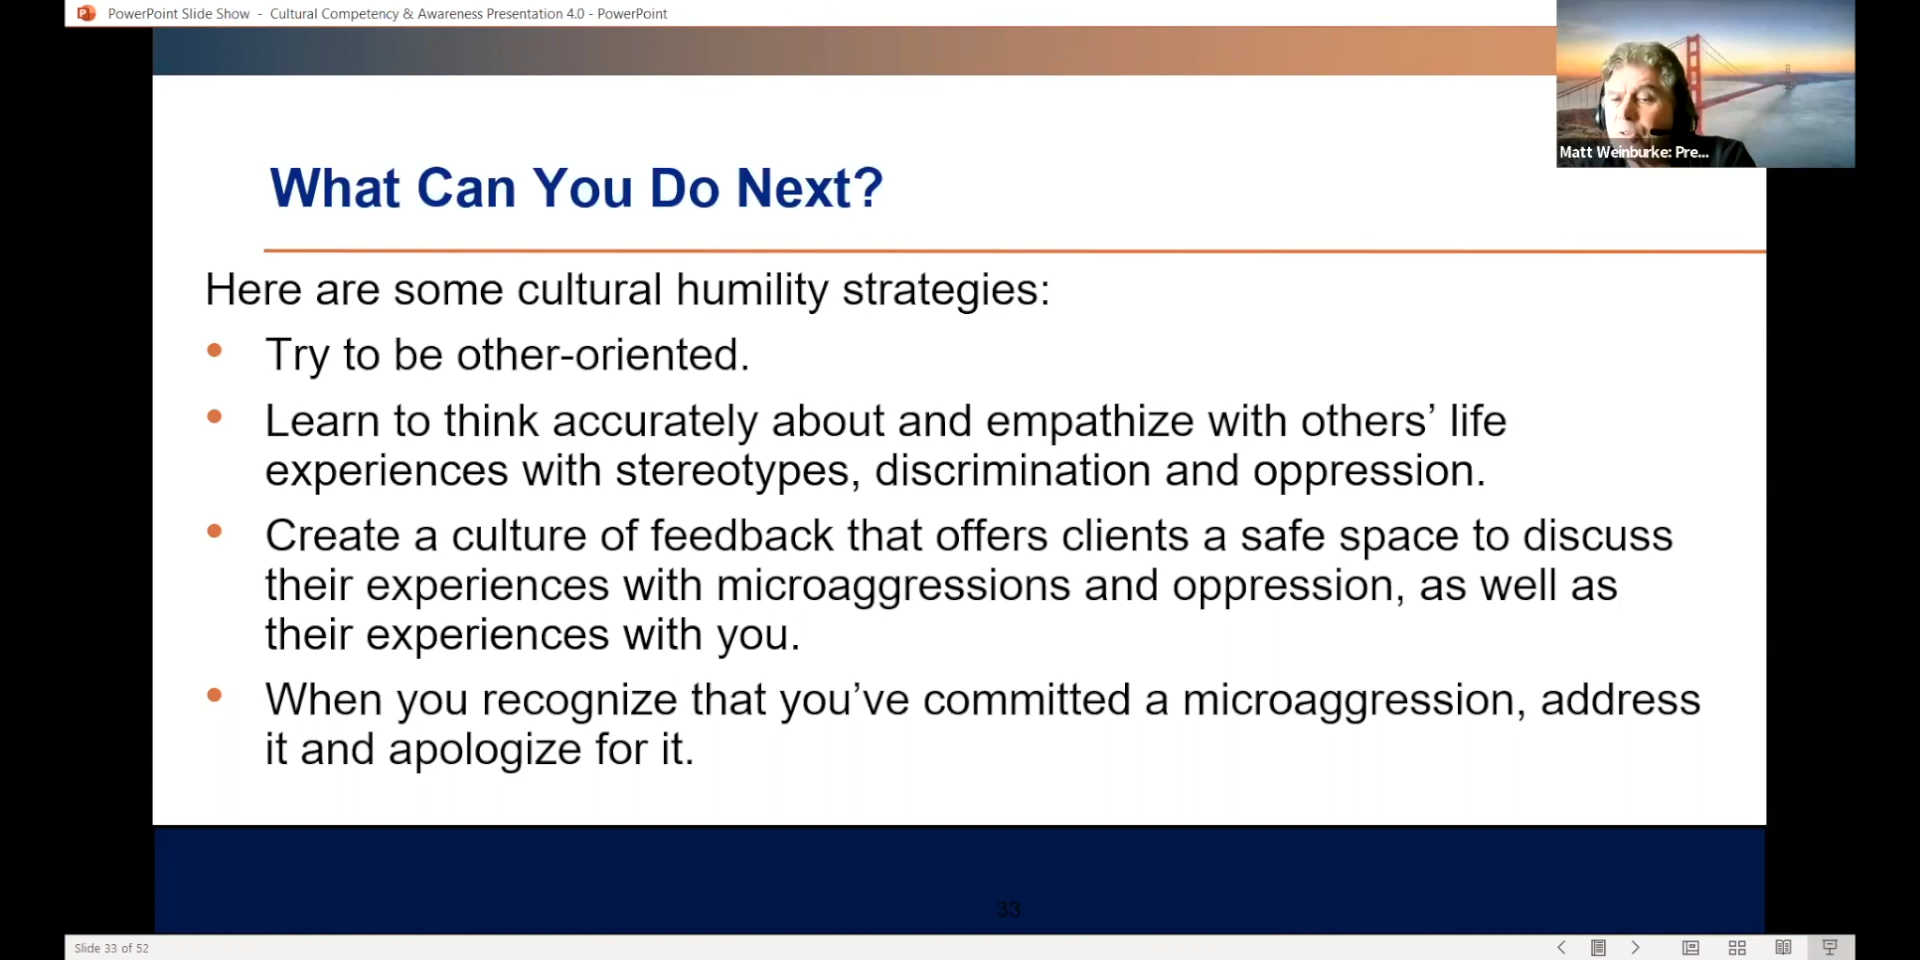 PowerPoint Slide Show - Cultural Competency & Awareness Presentation 4.0 - PowerPoint
Matt Weinburke: Pre...
What Can You Do Next?
Here are some cultural humility strategies:
• Try to be other-oriented.
• Learn to think accurately about and empathize with others’ life
experiences with stereotypes, discrimination and oppression.
• Create a culture of feedback that offers clients a safe space to discuss
their experiences with microaggressions and oppression, as well as
their experiences with you.
• When you recognize that you’ve committed a microaggression, address
it and apologize for it.
33
Slide 33 of 52